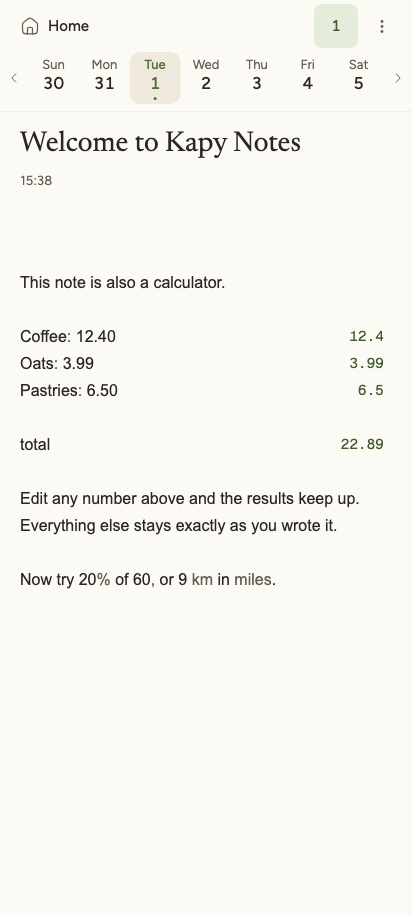 Home
1
Sun Mon Tue Wed Thu Fri Sat
30 31 1 2 3 4 5
Welcome to Kapy Notes
15:38
This note is also a calculator.
Coffee: 12.40 12.4
Oats: 3.99 3.99
Pastries: 6.50 6.5
total 22.89
Edit any number above and the results keep up.
Everything else stays exactly as you wrote it.
Now try 20% of 60, or 9 km in miles.